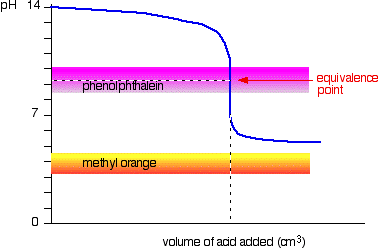 pH 14
phenolphthalein
equivalence
point
7
methyl orange
0
volume of acid added (cm³)